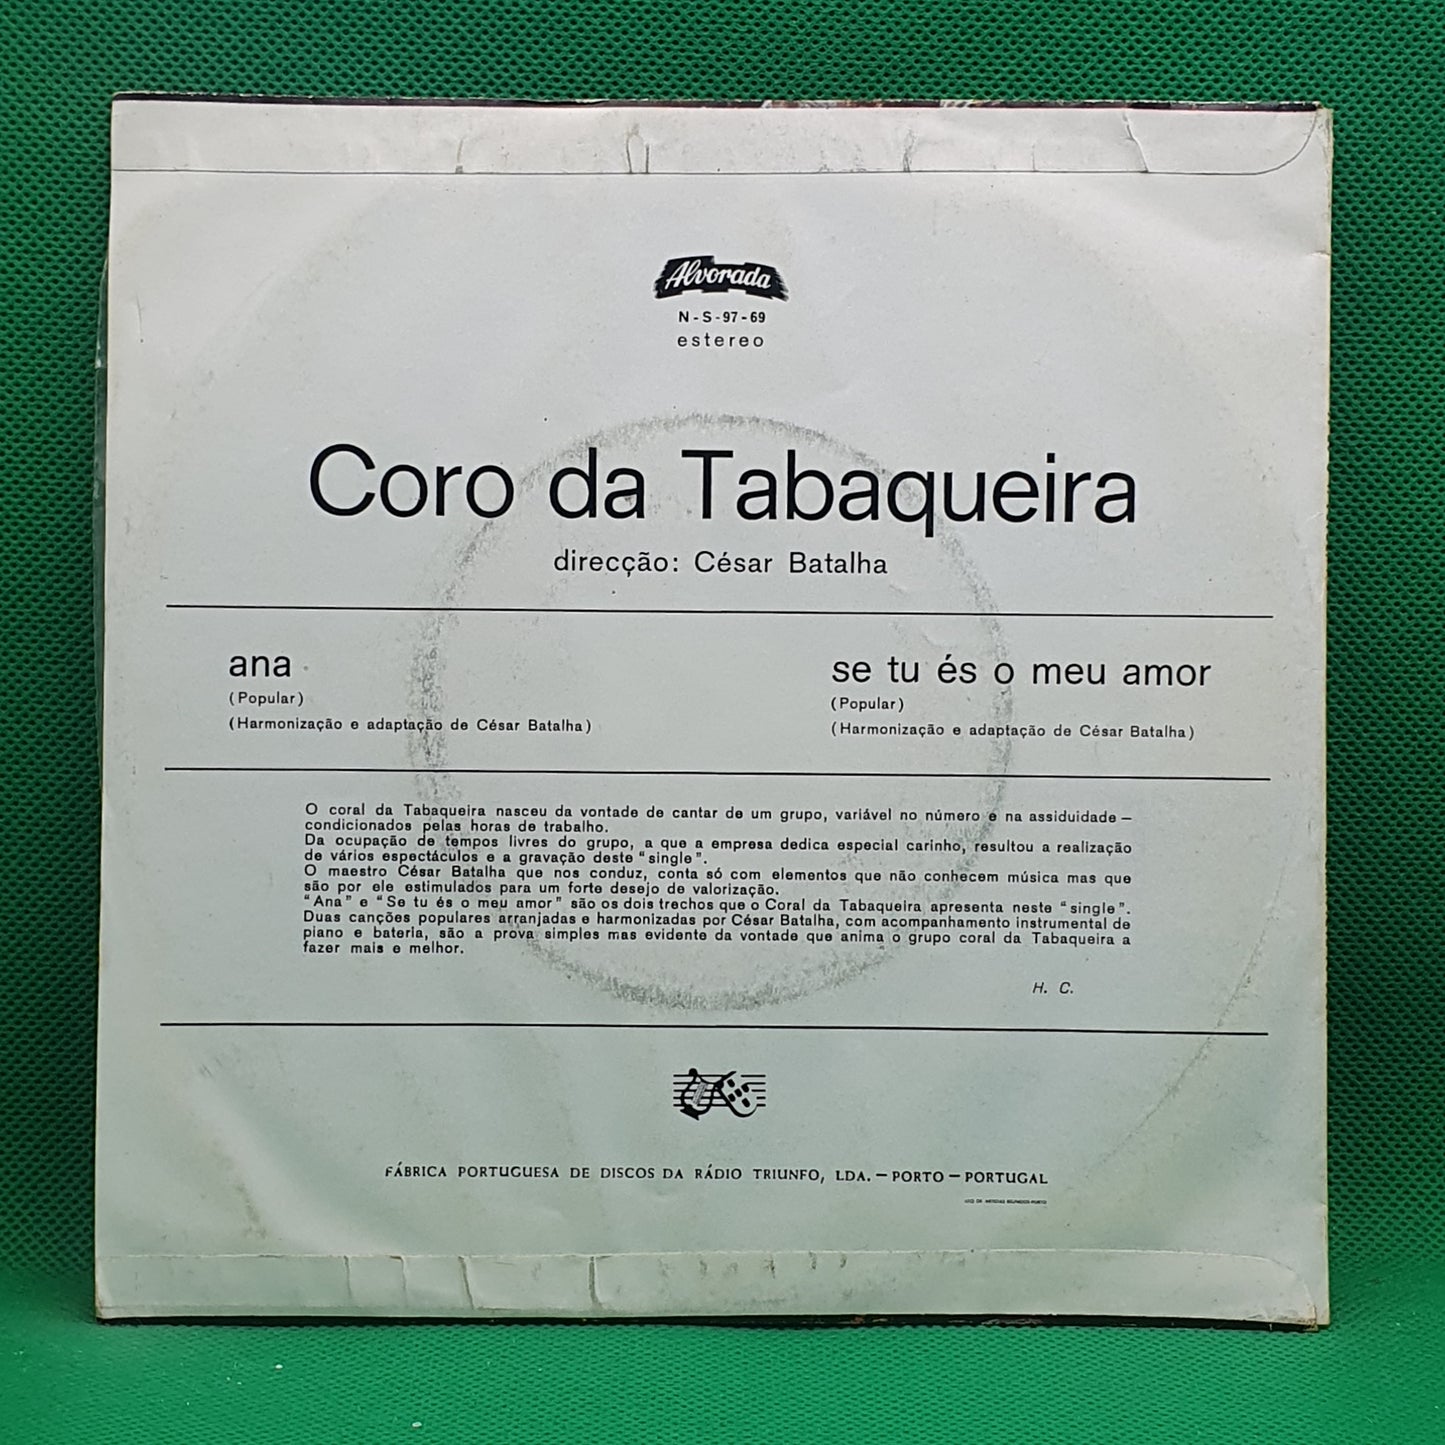 Alvorada
N-S-97-69
estereo
Coro da Tabaqueira
direcção: César Batalha
ana
(Popular)
(Harmonização e adaptação de César Batalha)
se tu és o meu amor
(Popular)
(Harmonização e adaptação de César Batalha)
O coral da Tabaqueira nasceu da vontade de cantar de um grupo, variável no número e na assiduidade —
condicionados pelas horas de trabalho.
Da ocupação de tempos livres do grupo, a que a empresa dedica especial carinho, resultou a realização
de vários espectáculos e a gravação deste “single”.
O maestro César Batalha que nos conduz, conta só com elementos que não conhecem música mas que
são por ele estimulados para um forte desejo de valorização.
“Ana” e “Se tu és o meu amor” são os dois trechos que o Coral da Tabaqueira apresenta neste “single”.
Duas canções populares arranjadas e harmonizadas por César Batalha, com acompanhamento instrumental de
piano e bateria, são a prova simples mas evidente da vontade que anima o grupo coral da Tabaqueira a
fazer mais e melhor.
H. C.
FÁBRICA PORTUGUESA DE DISCOS DA RÁDIO TRIUNFO, LDA. — PORTO — PORTUGAL